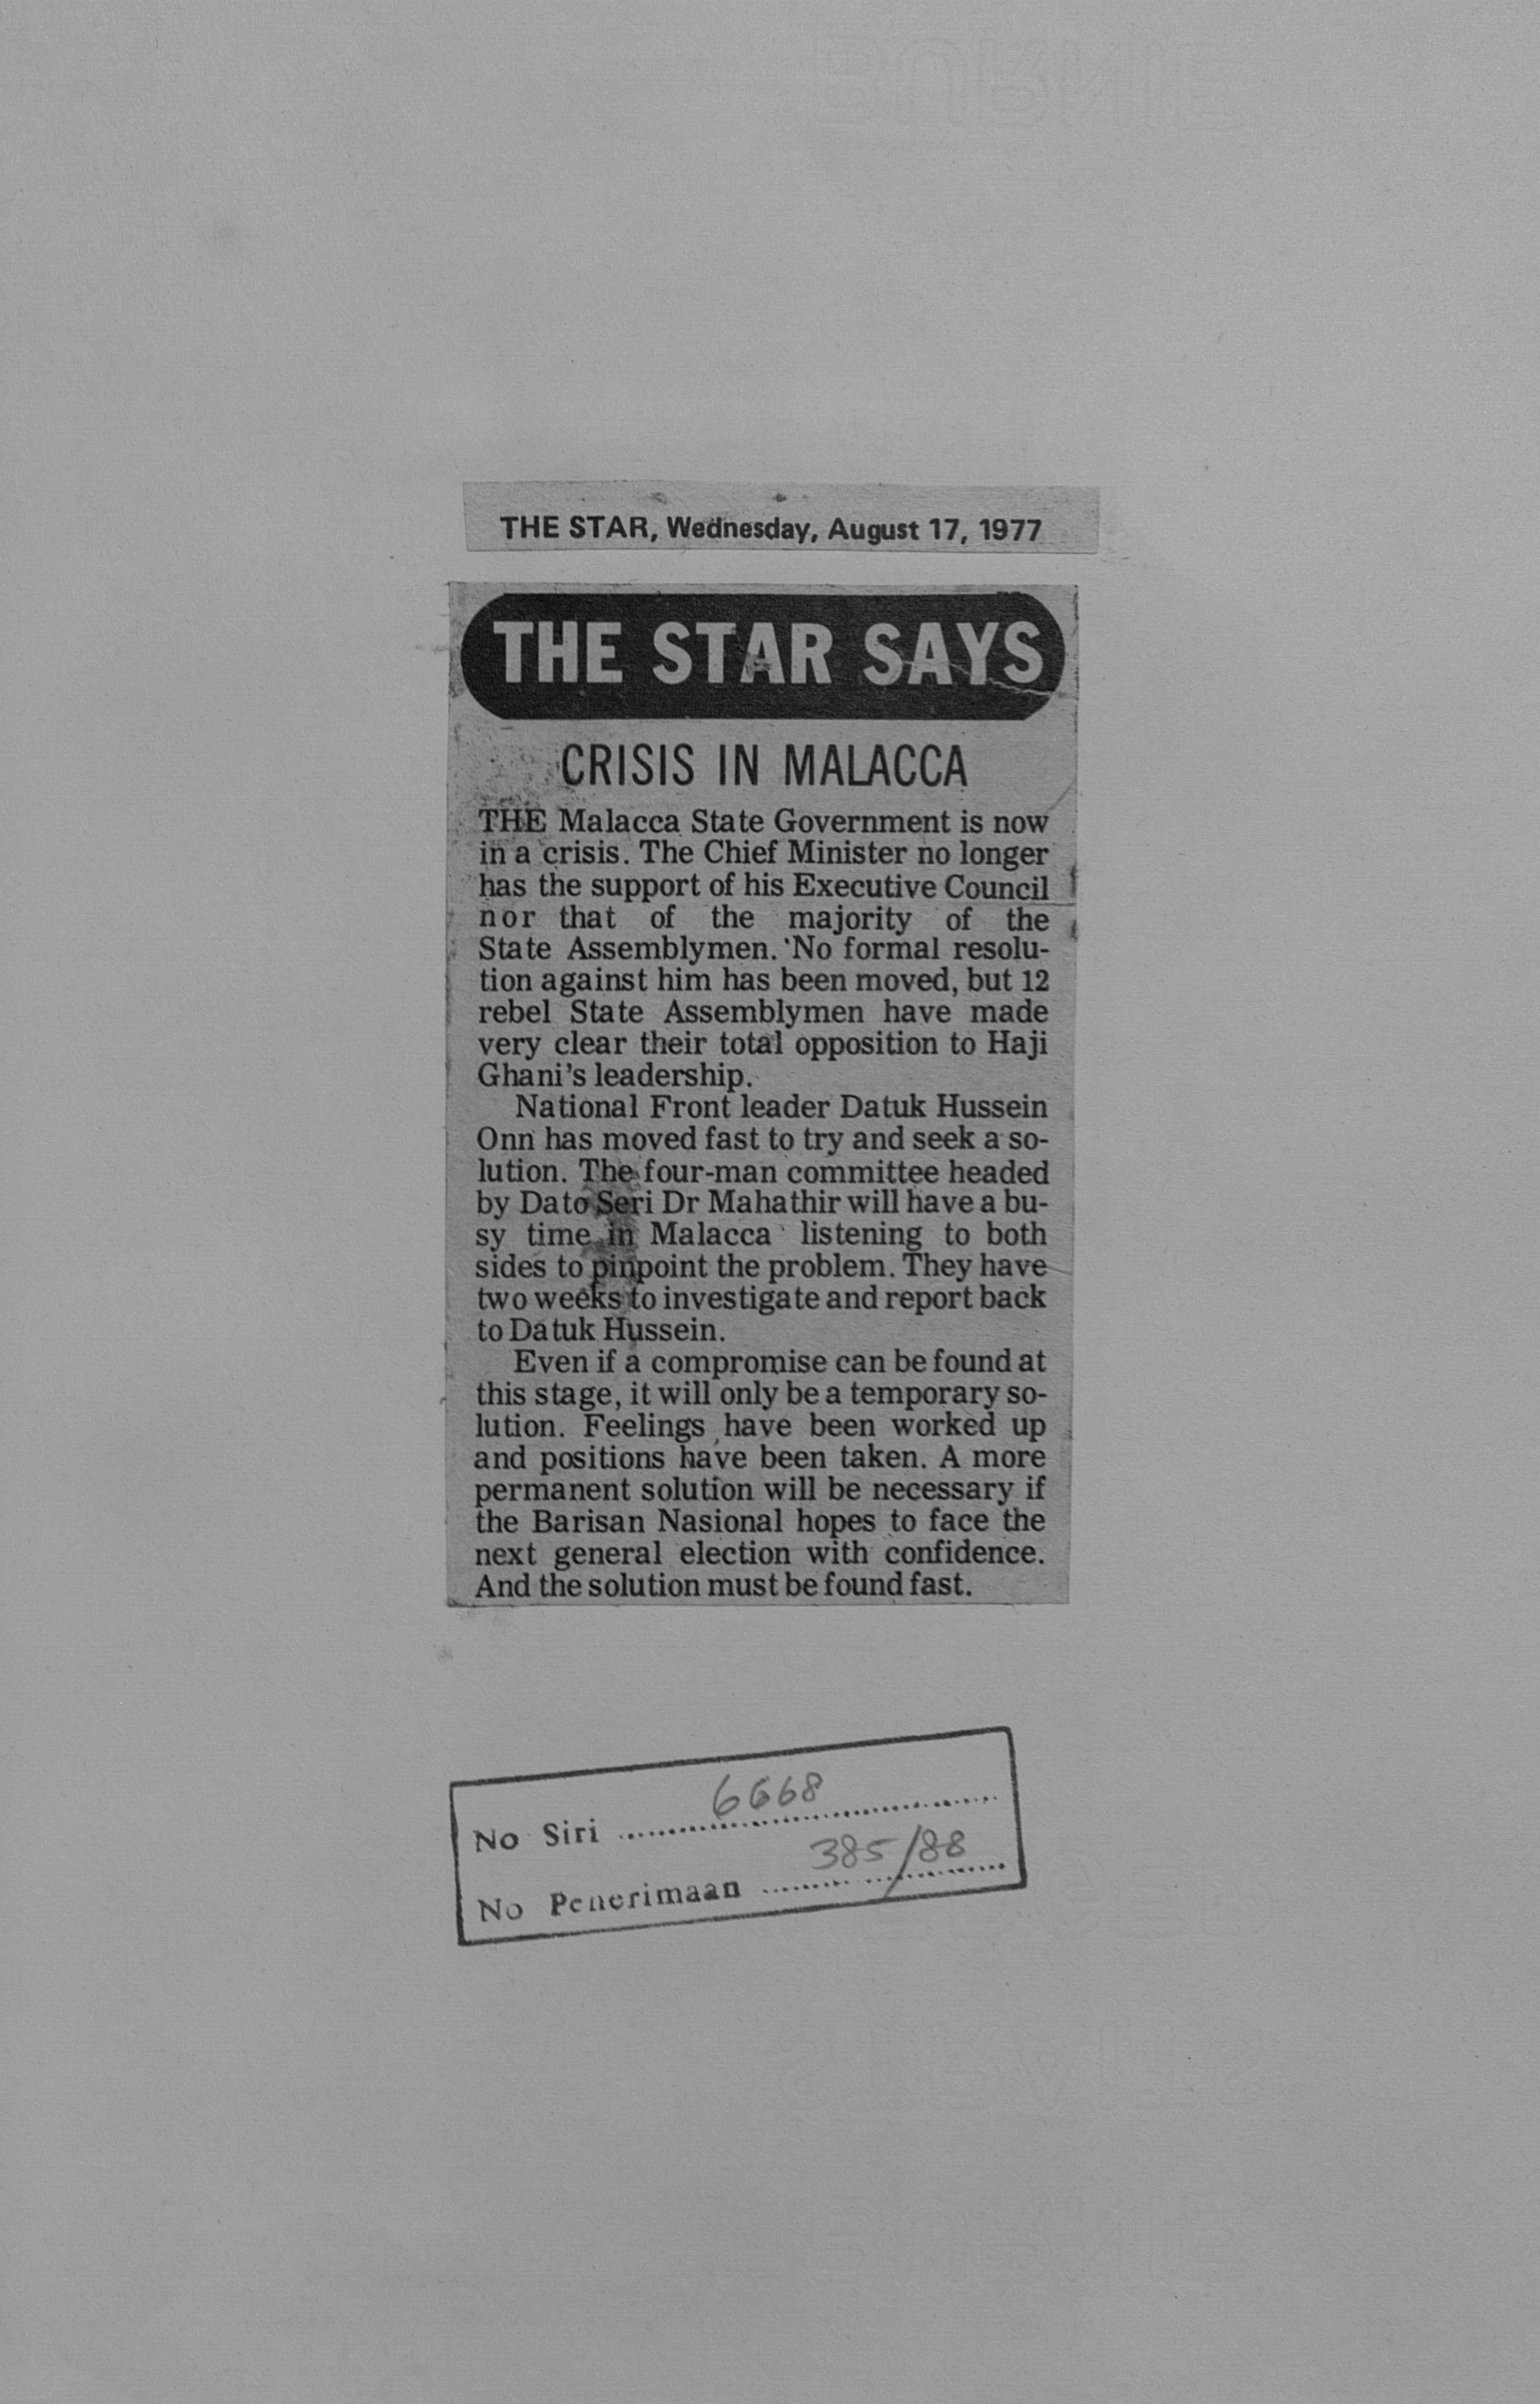 THE STAR, Wednesday, August 17, 1977
THE STAR SAYS
CRISIS IN MALACCA
THE Malacca State Government is now
in a crisis. The Chief Minister no longer
has the support of his Executive Council
nor that of the majority of the
State Assemblymen. No formal resolu-
tion against him has been moved, but 12
rebel State Assemblymen have made
very clear their total opposition to Haji
Ghani's leadership.
National Front leader Datuk Hussein
Onn has moved fast to try and seek a so-
lution. The four-man committee headed
by Dato Seri Dr Mahathir will have a bu-
sy time in Malacca listening to both
sides to pinpoint the problem. They have
two weeks to investigate and report back
to Datuk Hussein.
Even if a compromise can be found at
this stage, it will only be a temporary so-
lution. Feelings have been worked up
and positions have been taken. A more
permanent solution will be necessary if
the Barisan Nasional hopes to face the
next general election with confidence.
And the solution must be found fast.
No Siri 6668
No Penerimaan 385/88